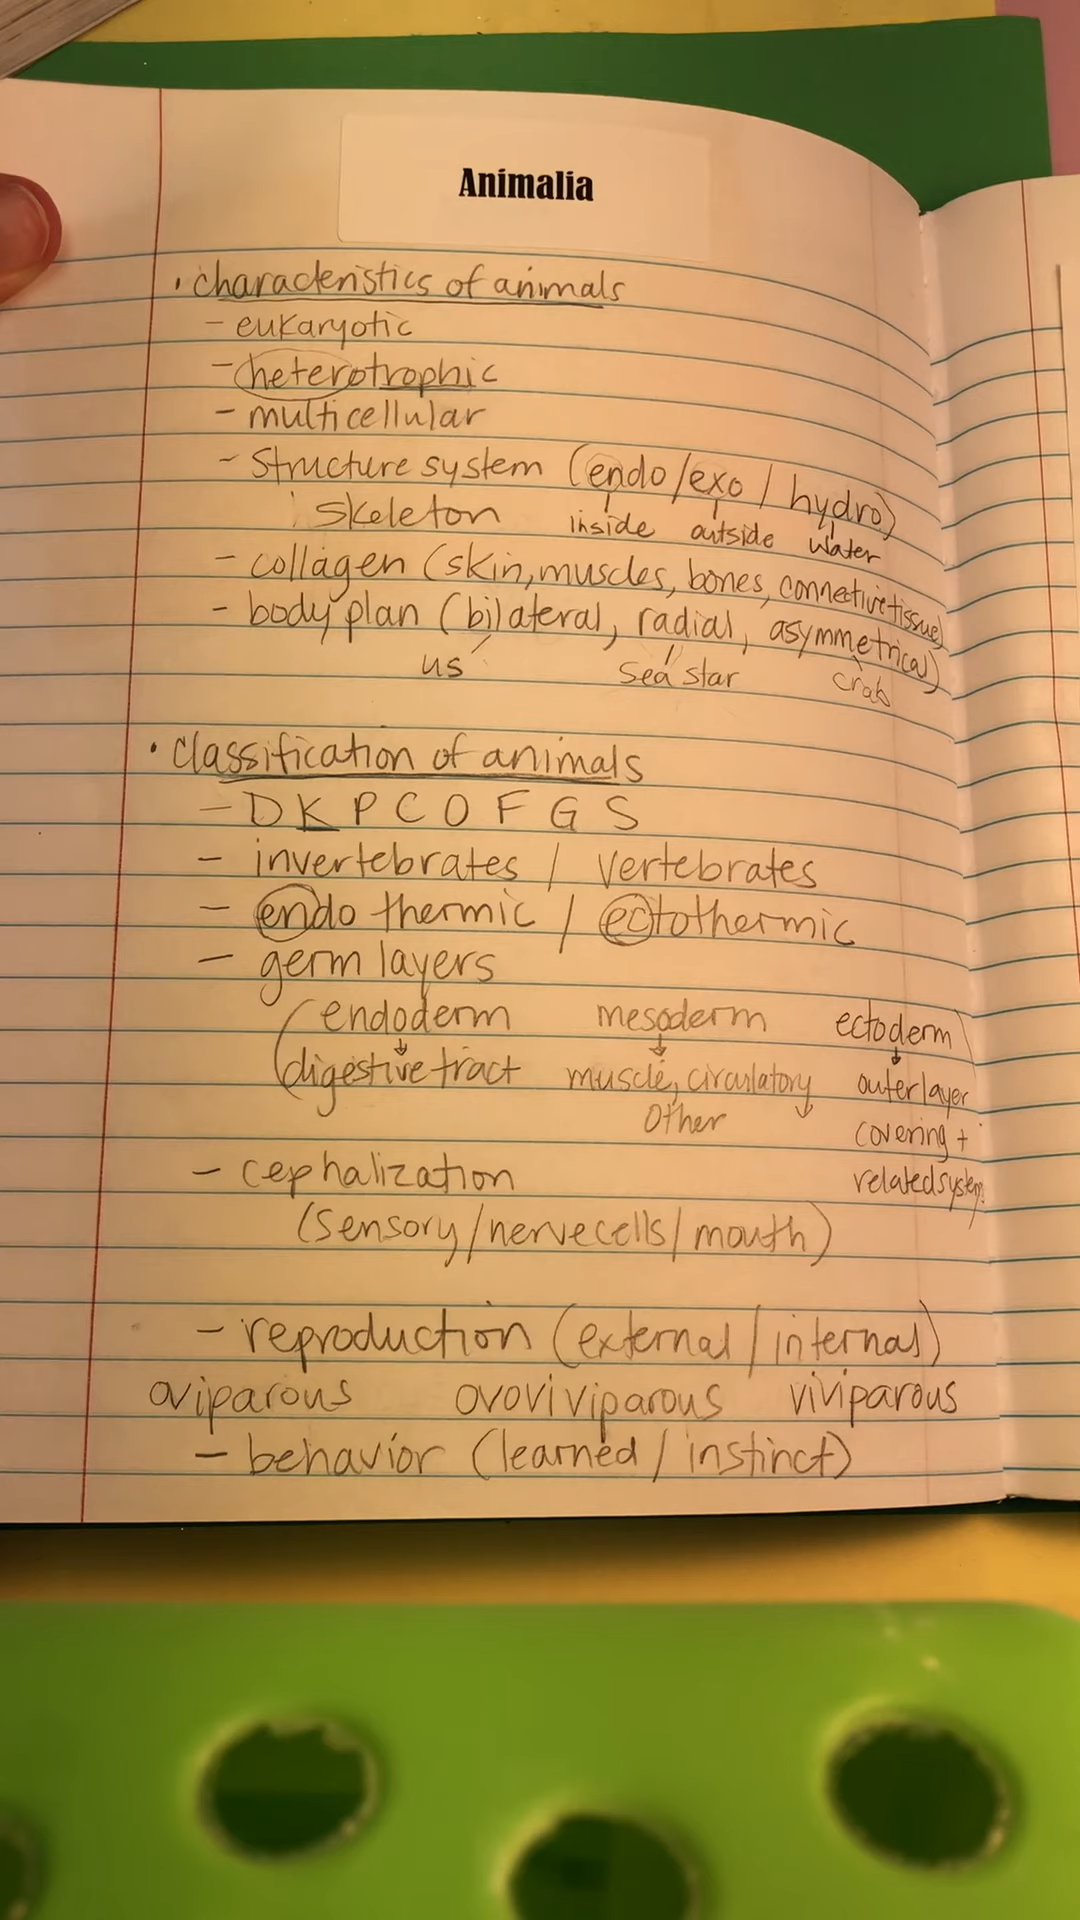 Animalia
• characteristics of animals
- eukaryotic
- heterotrophic
- multicellular
- structure system (endo/exo / hydro)
skeleton inside outside water
- collagen (skin, muscles, bones, connective tissue)
- body plan (bilateral, radial, asymmetrical)
us sea star crab
• classification of animals
- D K P C O F G S
- invertebrates / vertebrates
- endo thermic / ectothermic
- germ layers
(endoderm mesoderm ectoderm)
digestive tract muscle, circulatory outer layer
other covering +
- cephalization related system
(sensory/nerve cells/mouth)
- reproduction (external / internal)
oviparous ovoviviparous viviparous
- behavior (learned / instinct)